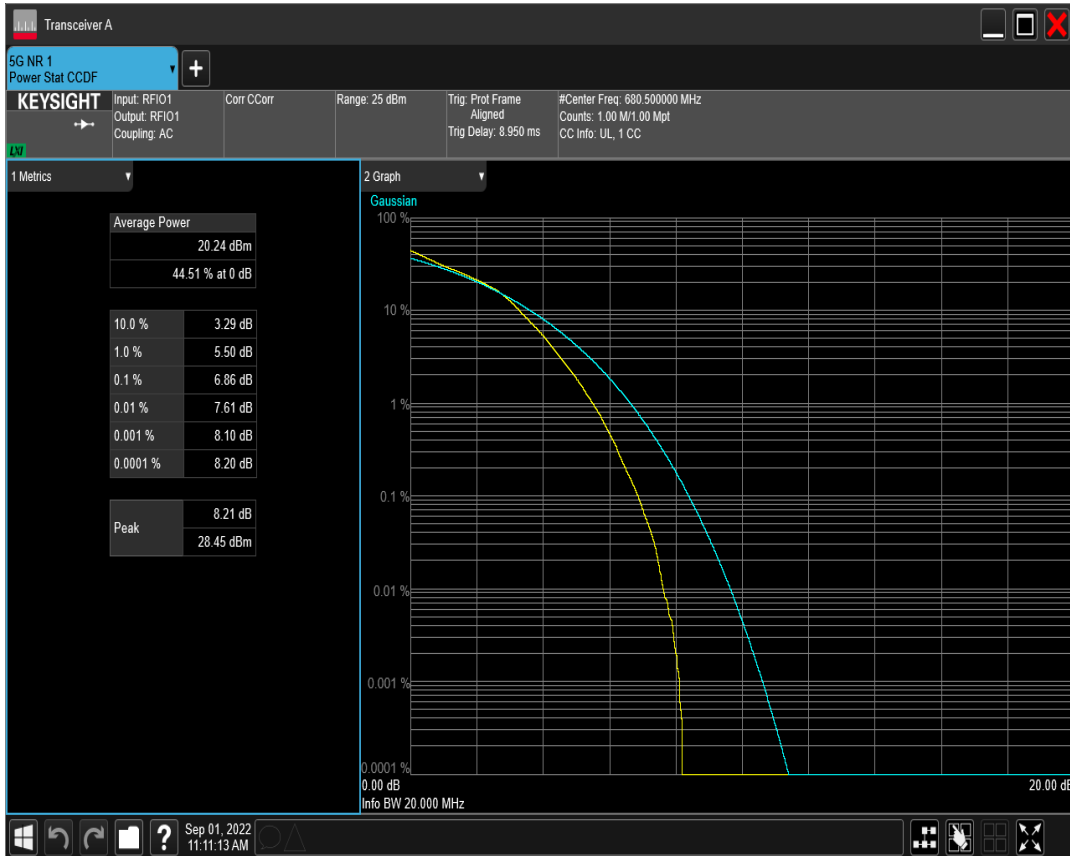 Transceiver A
5G NR 1
Power Stat CCDF
KEYSIGHT
LXI
Input: RFIO1
Output: RFIO1
Coupling: AC
Corr CCorr
Range: 25 dBm
Trig: Prot Frame
Aligned
Trig Delay: 8.950 ms
#Center Freq: 680.500000 MHz
Counts: 1.00 M/1.00 Mpt
CC Info: UL, 1 CC
1 Metrics
Average Power
20.24 dBm
44.51 % at 0 dB
10.0 % 3.29 dB
1.0 % 5.50 dB
0.1 % 6.86 dB
0.01 % 7.61 dB
0.001 % 8.10 dB
0.0001 % 8.20 dB
Peak
8.21 dB
28.45 dBm
2 Graph
Gaussian
100 %
10 %
1 %
0.1 %
0.01 %
0.001 %
0.0001 %
0.00 dB 20.00 dB
Info BW 20.000 MHz
?
Sep 01, 2022
11:11:13 AM